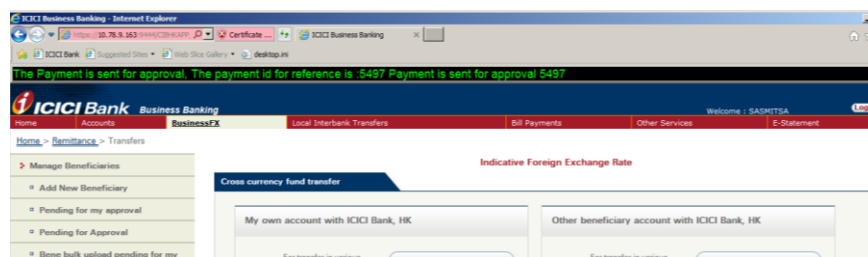 ICICI Business Banking - Internet Explorer
https://10.78.9.163:9444/CIBHKAPP Certificate ... ICICI Business Banking
ICICI Bank Suggested Sites Web Slice Gallery desktop.ini
The Payment is sent for approval, The payment id for reference is :5497 Payment is sent for approval 5497
ICICI Bank Business Banking
Welcome : SASMITSA Log
Home Accounts BusinessFX Local Interbank Transfers Bill Payments Other Services E-Statement
Home > Remittance > Transfers
Manage Beneficiaries
Indicative Foreign Exchange Rate
Add New Beneficiary
Cross currency fund transfer
Pending for my approval
My own account with ICICI Bank, HK
Other beneficiary account with ICICI Bank, HK
Pending for Approval
Bene bulk upload pending for my